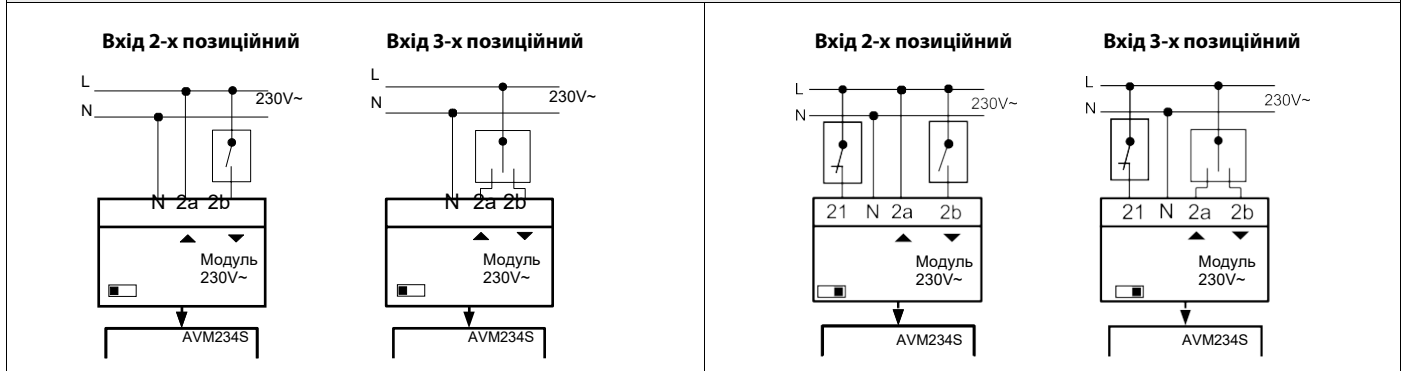 Вхід 2-х позиційний
L
230V~
N
N 2a 2b
Модуль
230V~
AVM234S
Вхід 3-х позиційний
L
230V~
N
N 2a 2b
Модуль
230V~
AVM234S
Вхід 2-х позиційний
L
230V~
N
21 N 2a 2b
Модуль
230V~
AVM234S
Вхід 3-х позиційний
L
230V~
N
21 N 2a 2b
Модуль
230V~
AVM234S